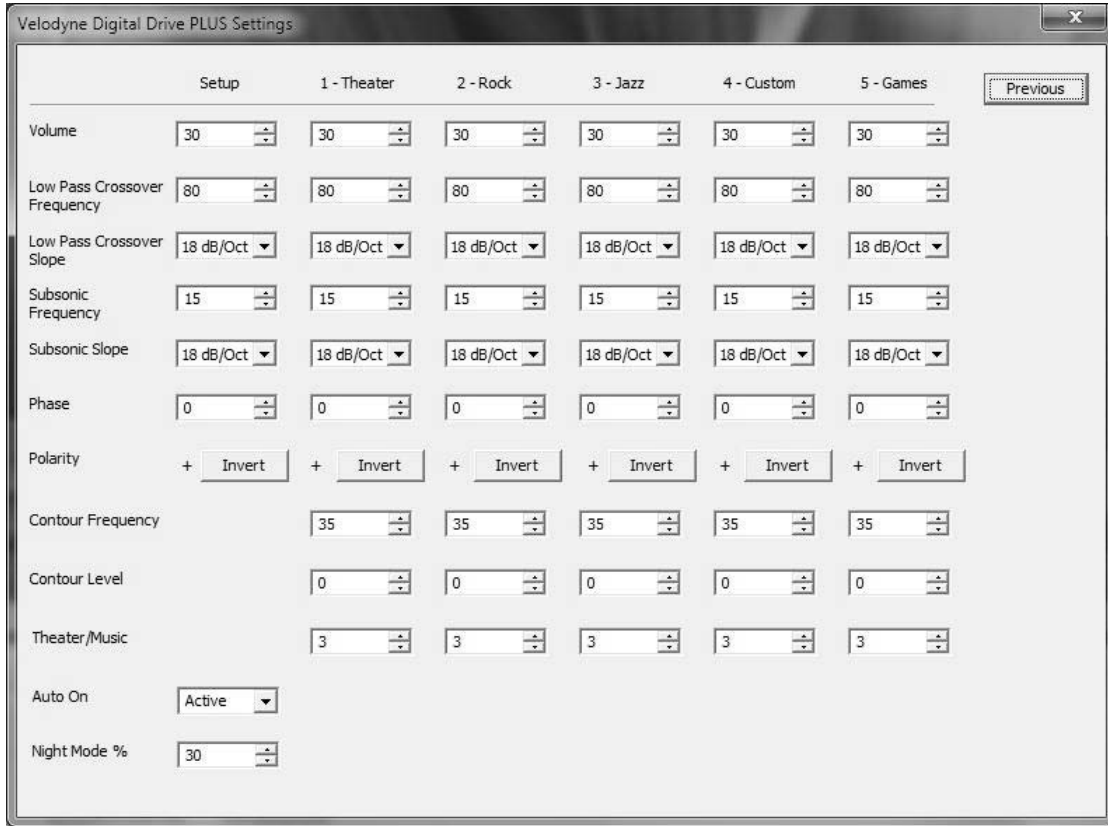 Velodyne Digital Drive PLUS Settings
x
Setup 1 - Theater 2 - Rock 3 - Jazz 4 - Custom 5 - Games Previous
Volume 30 30 30 30 30 30
Low Pass Crossover
Frequency 80 80 80 80 80 80
Low Pass Crossover
Slope 18 dB/Oct 18 dB/Oct 18 dB/Oct 18 dB/Oct 18 dB/Oct 18 dB/Oct
Subsonic
Frequency 15 15 15 15 15 15
Subsonic Slope 18 dB/Oct 18 dB/Oct 18 dB/Oct 18 dB/Oct 18 dB/Oct 18 dB/Oct
Phase 0 0 0 0 0 0
Polarity + Invert + Invert + Invert + Invert + Invert + Invert
Contour Frequency 35 35 35 35 35
Contour Level 0 0 0 0 0
Theater/Music 3 3 3 3 3
Auto On Active
Night Mode % 30